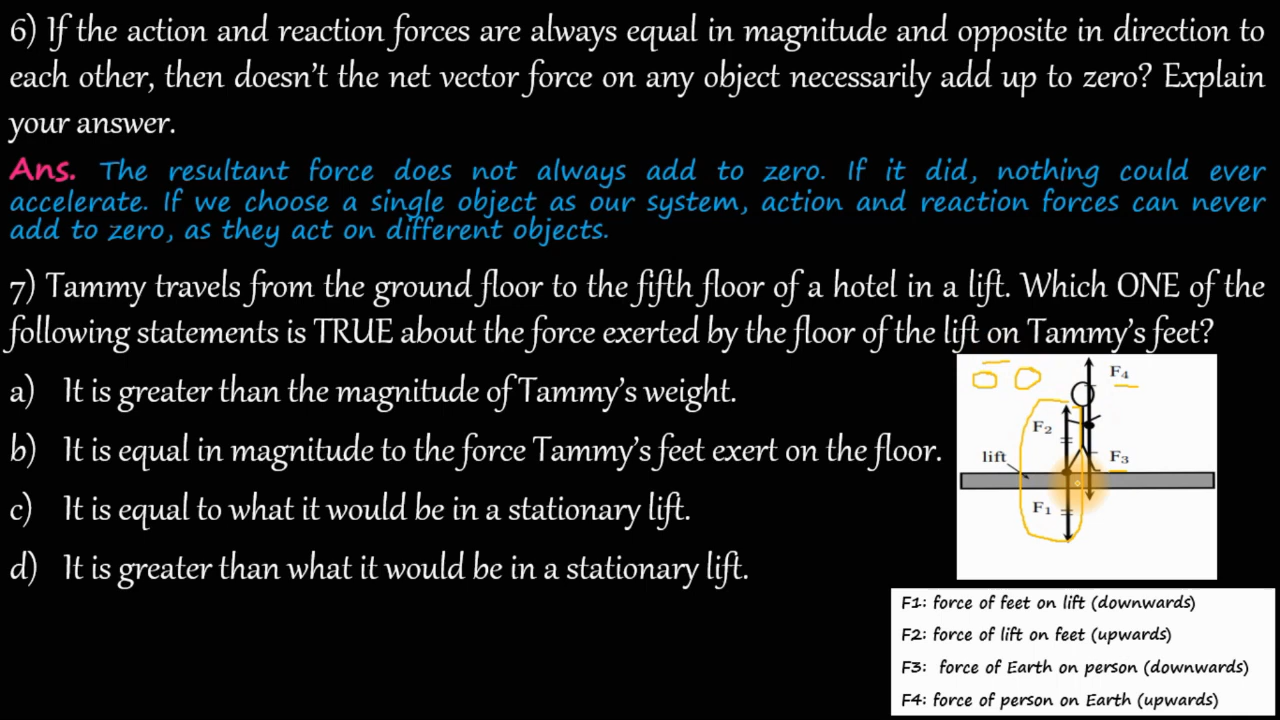 6) If the action and reaction forces are always equal in magnitude and opposite in direction to
each other, then doesn't the net vector force on any object necessarily add up to zero? Explain
your answer.
Ans. The resultant force does not always add to zero. If it did, nothing could ever
accelerate. If we choose a single object as our system, action and reaction forces can never
add to zero, as they act on different objects.
7) Tammy travels from the ground floor to the fifth floor of a hotel in a lift. Which ONE of the
following statements is TRUE about the force exerted by the floor of the lift on Tammy's feet?
a) It is greater than the magnitude of Tammy's weight.
b) It is equal in magnitude to the force Tammy's feet exert on the floor.
c) It is equal to what it would be in a stationary lift.
d) It is greater than what it would be in a stationary lift.
F4
F2
lift
F3
F1
F1: force of feet on lift (downwards)
F2: force of lift on feet (upwards)
F3: force of Earth on person (downwards)
F4: force of person on Earth (upwards)